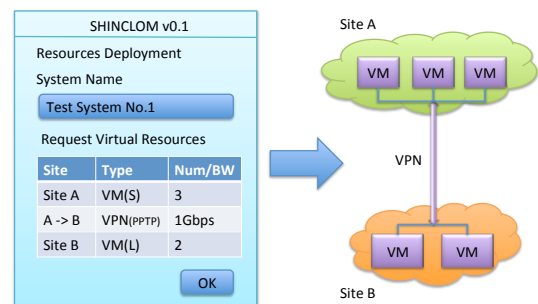 SHINCLOM v0.1
Resources Deployment
System Name
Test System No.1
Request Virtual Resources
Site Type Num/BW
Site A VM(S) 3
A -> B VPN(PPTP) 1Gbps
Site B VM(L) 2
OK
Site A
VM VM VM
VPN
VM VM
Site B